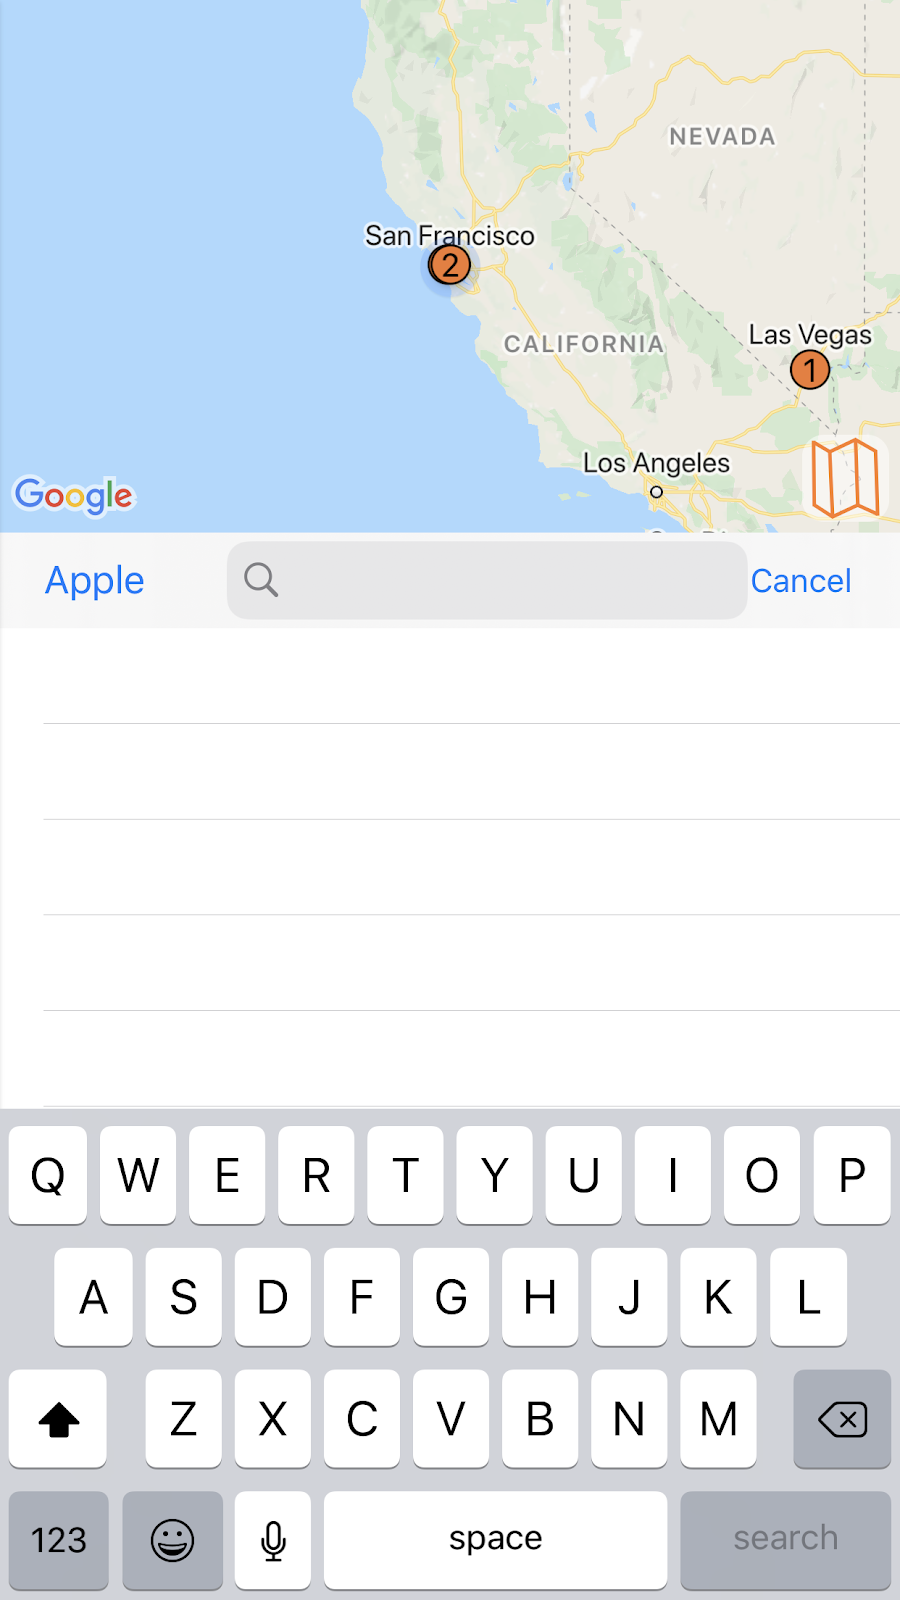 NEVADA
San Francisco
2
CALIFORNIA
Las Vegas
1
Los Angeles
Google
Apple
Cancel
Q W E R T Y U I O P
A S D F G H J K L
Z X C V B N M
123 space search